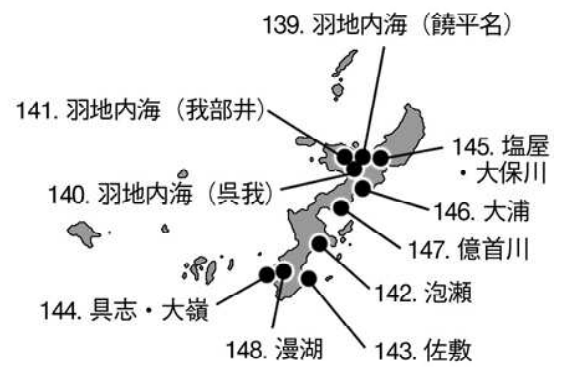 139. 羽地内海（饒平名）
141. 羽地内海（我部井）
145. 塩屋
・大保川
140. 羽地内海（呉我）
146. 大浦
147. 億首川
142. 泡瀬
144. 具志・大嶺
148. 漫湖
143. 佐敷